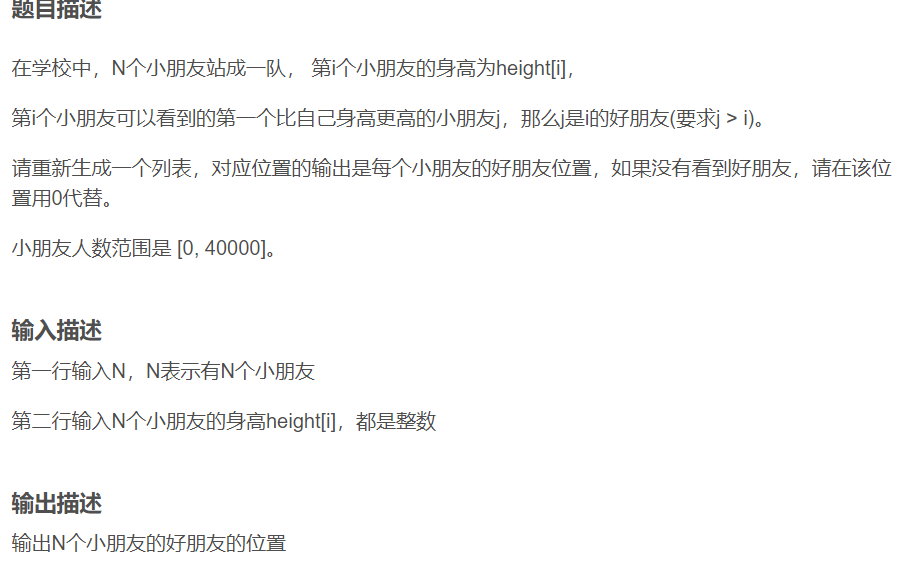 题目描述
在学校中，N个小朋友站成一队， 第i个小朋友的身高为height[i]，
第i个小朋友可以看到的第一个比自己身高更高的小朋友j，那么j是i的好朋友(要求j > i)。
请重新生成一个列表，对应位置的输出是每个小朋友的好朋友位置，如果没有看到好朋友，请在该位
置用0代替。
小朋友人数范围是 [0, 40000]。
输入描述
第一行输入N，N表示有N个小朋友
第二行输入N个小朋友的身高height[i]，都是整数
输出描述
输出N个小朋友的好朋友的位置